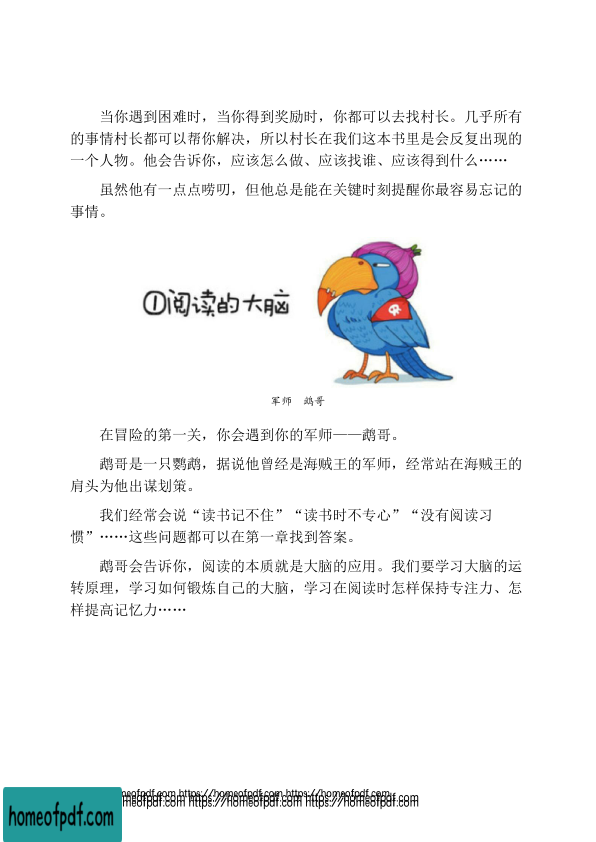 当你遇到困难时，当你得到奖励时，你都可以去找村长。几乎所有
的事情村长都可以帮你解决，所以村长在我们这本书里是会反复出现的
一个人物。他会告诉你，应该怎么做、应该找谁、应该得到什么……
虽然他有一点点唠叨，但他总是能在关键时刻提醒你最容易忘记的
事情。
①阅读的大脑
军师　鹉哥
在冒险的第一关，你会遇到你的军师——鹉哥。
鹉哥是一只鹦鹉，据说他曾经是海贼王的军师，经常站在海贼王的
肩头为他出谋划策。
我们经常会说“读书记不住”“读书时不专心”“没有阅读习
惯”……这些问题都可以在第一章找到答案。
鹉哥会告诉你，阅读的本质就是大脑的应用。我们要学习大脑的运
转原理，学习如何锻炼自己的大脑，学习在阅读时怎样保持专注力、怎
样提高记忆力……
homeofpdf.com https://homeofpdf.com https://homeofpdf.com
homeofpdf.com https://homeofpdf.com https://homeofpdf.com
homeofpdf.com